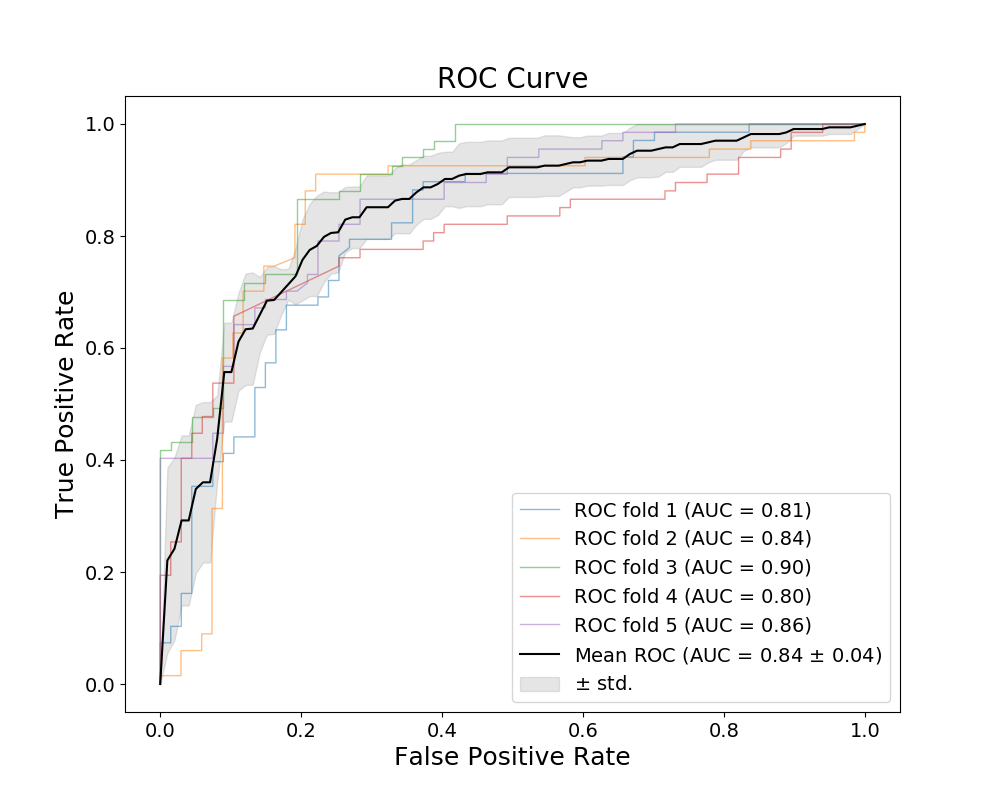 ROC Curve
1.0
0.8
0.6
0.4
0.2
0.0
True Positive Rate
ROC fold 1 (AUC = 0.81)
ROC fold 2 (AUC = 0.84)
ROC fold 3 (AUC = 0.90)
ROC fold 4 (AUC = 0.80)
ROC fold 5 (AUC = 0.86)
Mean ROC (AUC = 0.84 ± 0.04)
± std.
0.0 0.2 0.4 0.6 0.8 1.0
False Positive Rate